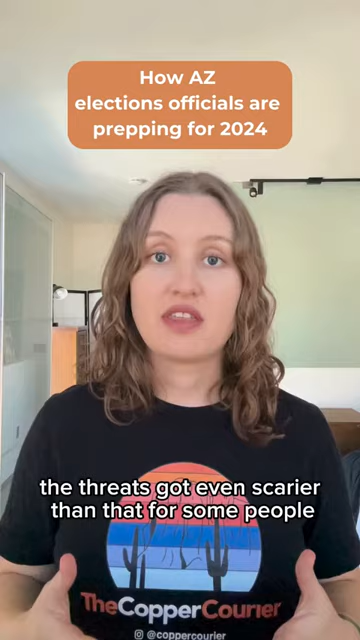 How AZ
elections officials are
prepping for 2024
the threats got even scarier
than that for some people
TheCopperCourier
@coppercourier